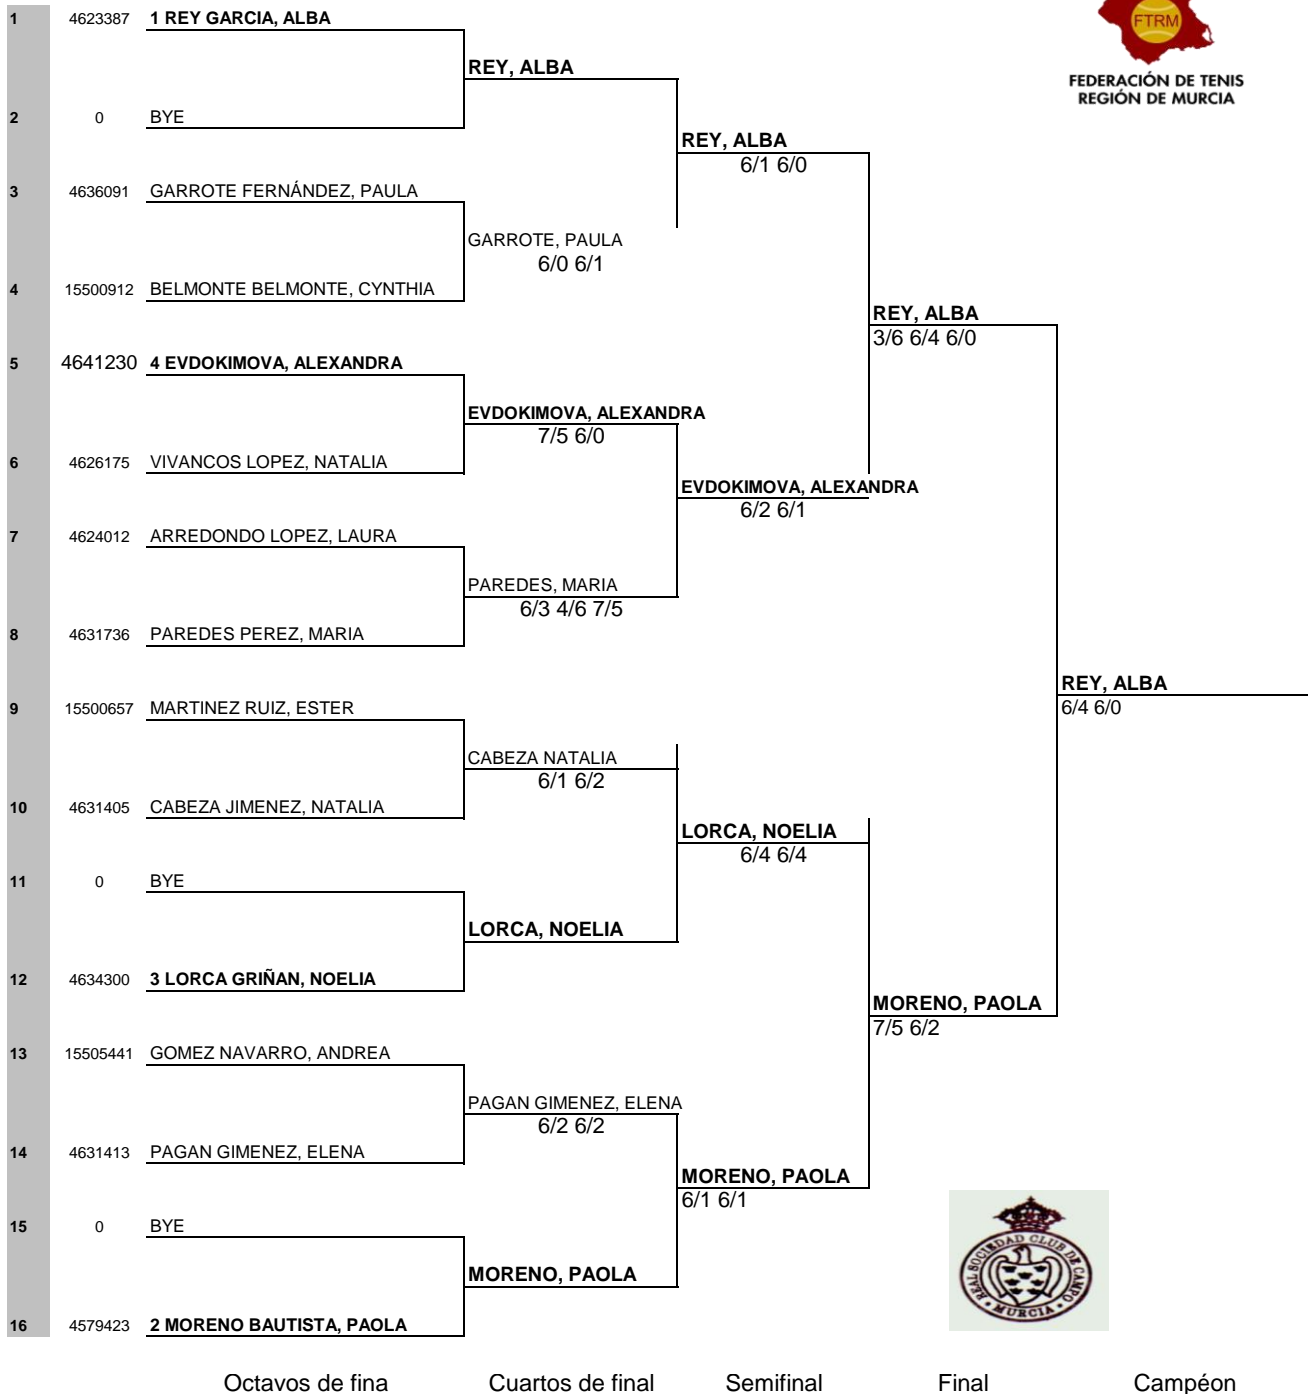 1 4623387 1 REY GARCIA, ALBA
FTRM
FEDERACIÓN DE TENIS
REGIÓN DE MURCIA
REY, ALBA
2 0 BYE
REY, ALBA
6/1 6/0
3 4636091 GARROTE FERNÁNDEZ, PAULA
GARROTE, PAULA
6/0 6/1
4 15500912 BELMONTE BELMONTE, CYNTHIA
REY, ALBA
3/6 6/4 6/0
5 4641230 4 EVDOKIMOVA, ALEXANDRA
EVDOKIMOVA, ALEXANDRA
7/5 6/0
6 4626175 VIVANCOS LOPEZ, NATALIA
EVDOKIMOVA, ALEXANDRA
6/2 6/1
7 4624012 ARREDONDO LOPEZ, LAURA
PAREDES, MARIA
6/3 4/6 7/5
8 4631736 PAREDES PEREZ, MARIA
REY, ALBA
6/4 6/0
9 15500657 MARTINEZ RUIZ, ESTER
CABEZA NATALIA
6/1 6/2
10 4631405 CABEZA JIMENEZ, NATALIA
LORCA, NOELIA
6/4 6/4
11 0 BYE
LORCA, NOELIA
12 4634300 3 LORCA GRIÑAN, NOELIA
MORENO, PAOLA
7/5 6/2
13 15505441 GOMEZ NAVARRO, ANDREA
PAGAN GIMENEZ, ELENA
6/2 6/2
14 4631413 PAGAN GIMENEZ, ELENA
MORENO, PAOLA
6/1 6/1
15 0 BYE
REAL SOCIEDAD CLUB DE CAMPO
MURCIA
MORENO, PAOLA
16 4579423 2 MORENO BAUTISTA, PAOLA
Octavos de fina Cuartos de final Semifinal Final Campéon